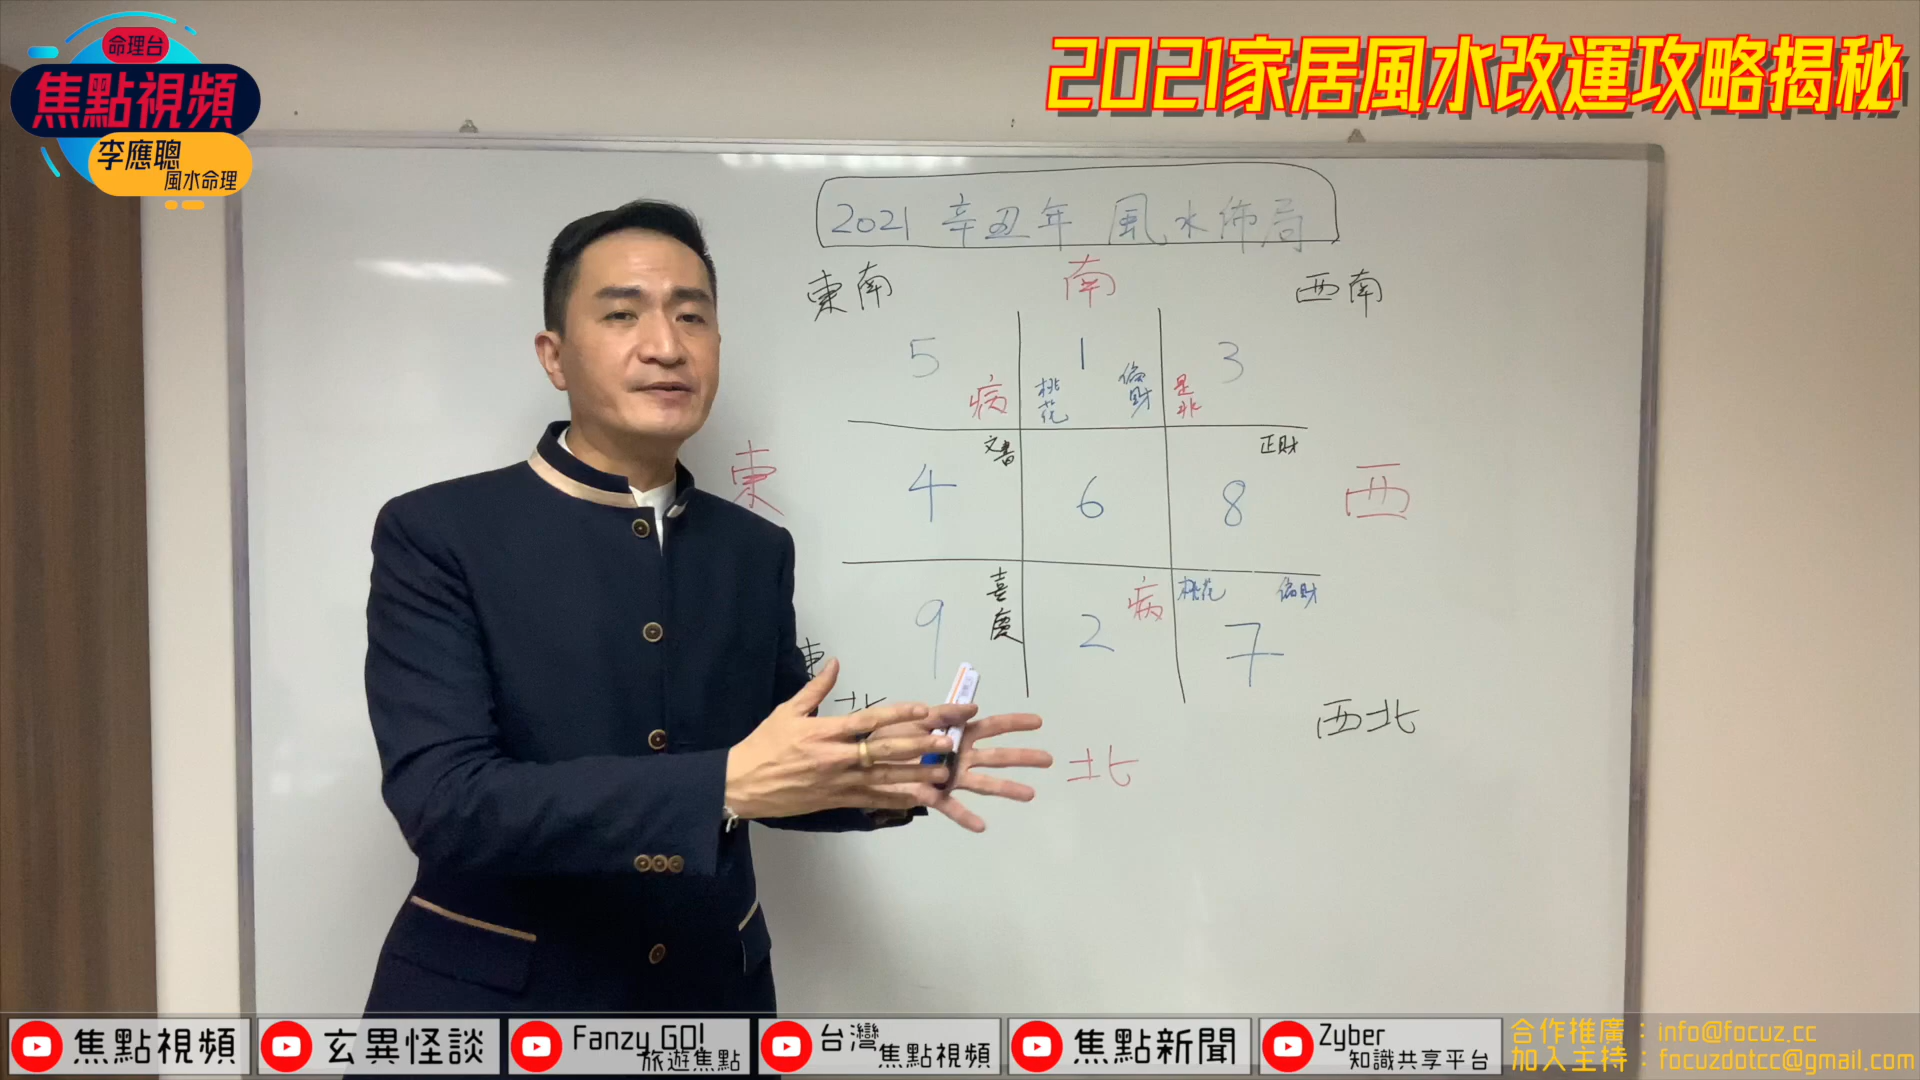 命理台
焦點視頻
李應聰
風水命理
2021家居風水改運攻略揭秘
2021 辛丑年 風水佈局
東南
南
西南
5
病
1
桃花
偏財
3
是非
東
4
文書
6
8
正財
西
9
喜慶
2
病
7
桃花
偏財
東北
北
西北
焦點視頻
玄異怪談
Fanzy GO!
旅遊焦點
台灣
焦點視頻
焦點新聞
Zyber
知識共享平台
合作推廣：info@focuz.cc
加入主持：focuzdotcc@gmail.com